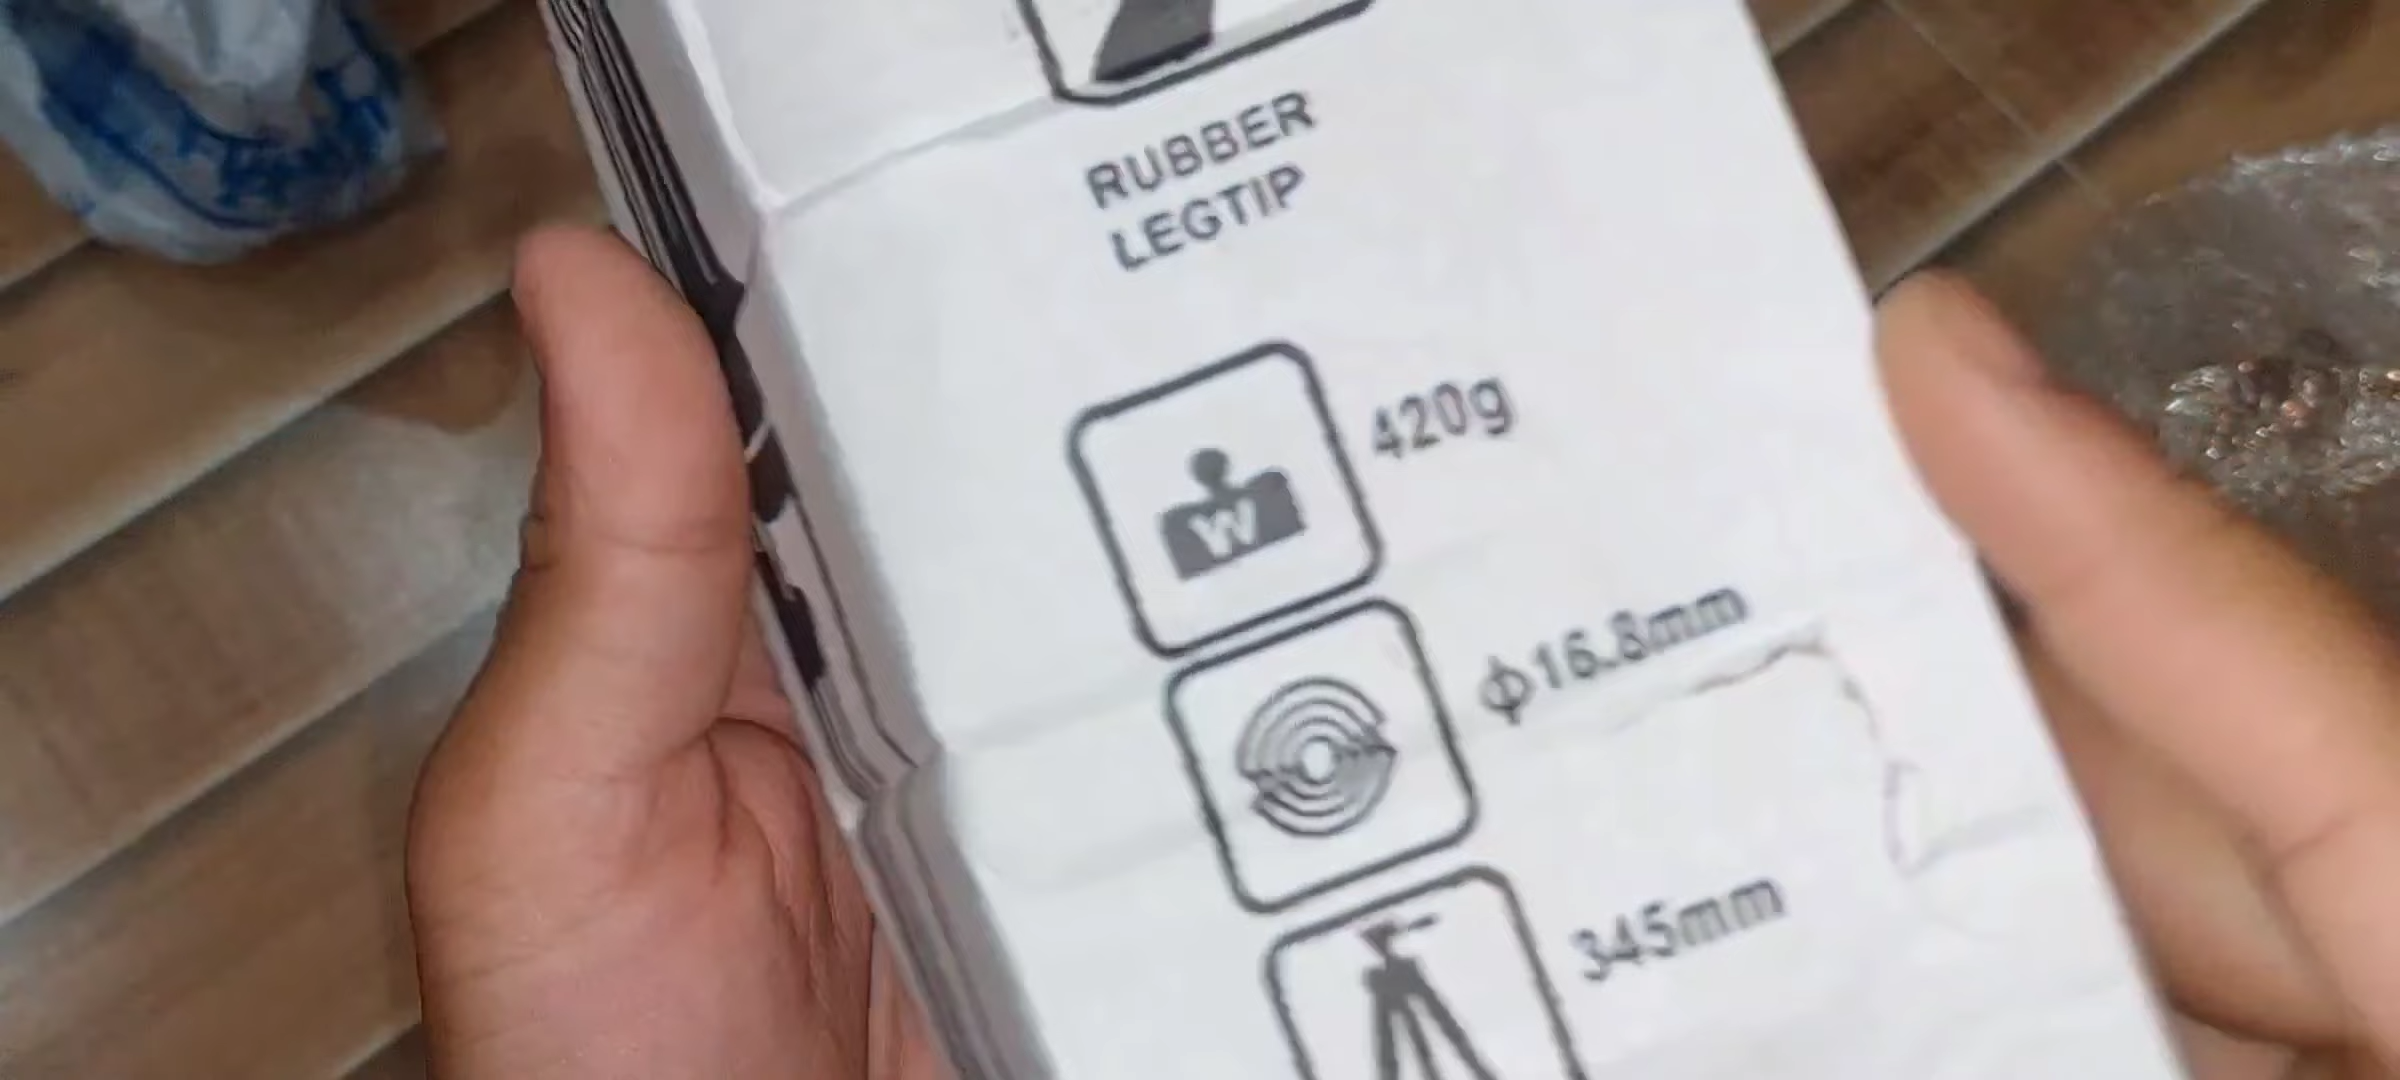 RUBBER
LEGTIP
W
420g
ϕ16.8mm
345mm